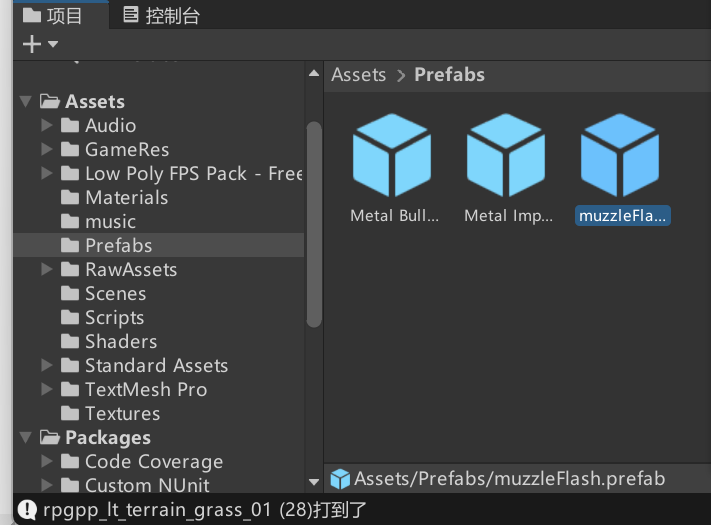 项目 控制台
Assets
Audio
GameRes
Low Poly FPS Pack - Free
Materials
music
Prefabs
RawAssets
Scenes
Scripts
Shaders
Standard Assets
TextMesh Pro
Textures
Packages
Code Coverage
Custom NUnit
Assets > Prefabs
Metal Bull... Metal Imp... muzzleFla...
Assets/Prefabs/muzzleFlash.prefab
rpgpp_lt_terrain_grass_01 (28)打到了